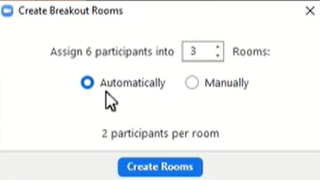 Create Breakout Rooms
Assign 6 participants into 3 Rooms:
Automatically Manually
2 participants per room
Create Rooms